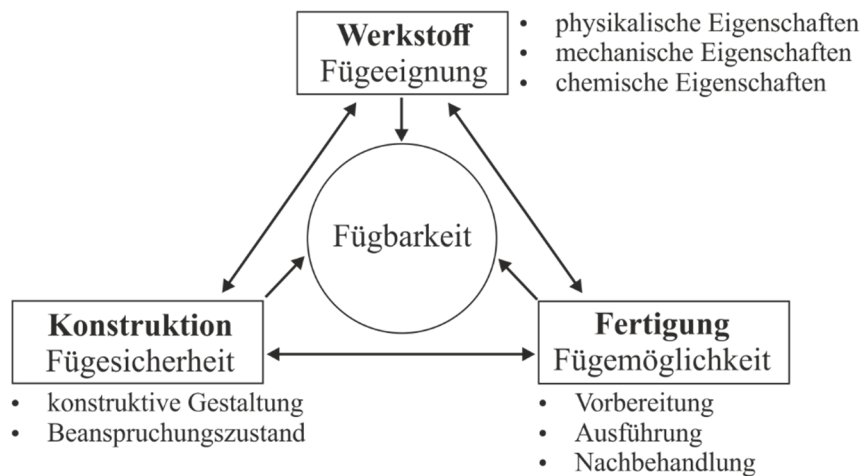 Werkstoff
Fügeeignung
• physikalische Eigenschaften
• mechanische Eigenschaften
• chemische Eigenschaften
Fügbarkeit
Konstruktion
Fügesicherheit
• konstruktive Gestaltung
• Beanspruchungszustand
Fertigung
Fügemöglichkeit
• Vorbereitung
• Ausführung
• Nachbehandlung